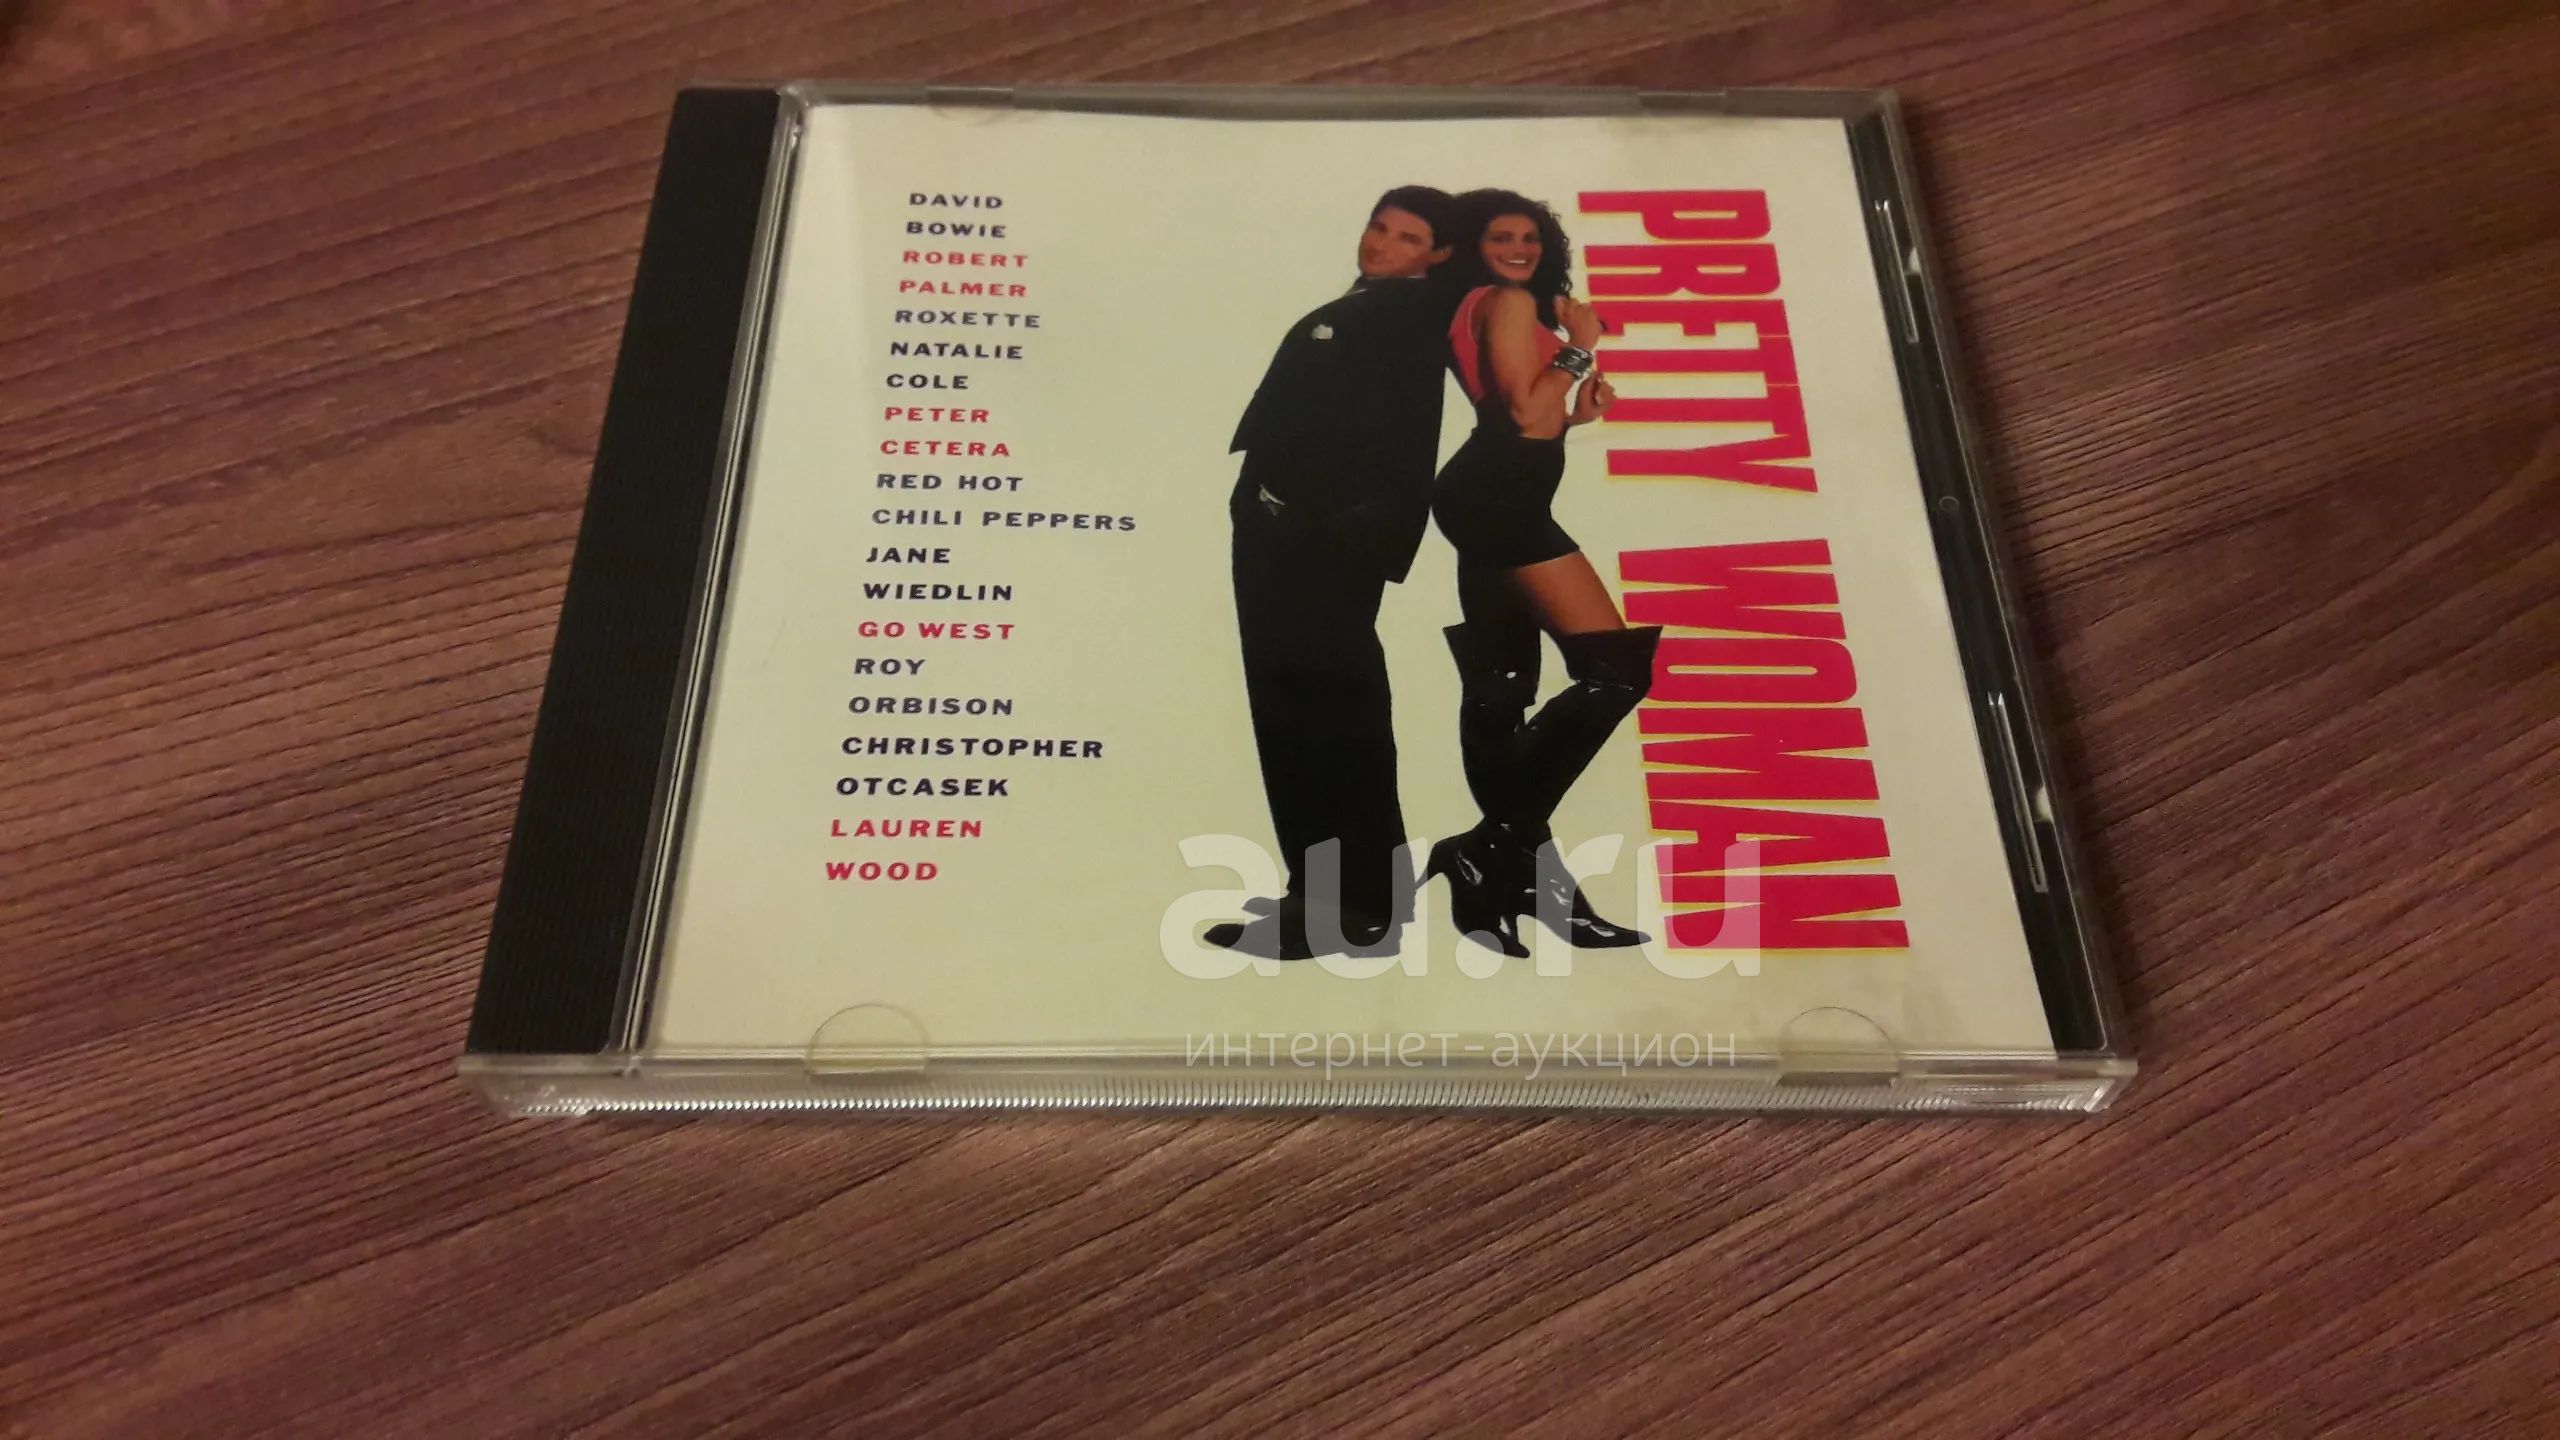 DAVID
BOWIE
ROBERT
PALMER
ROXETTE
NATALIE
COLE
PETER
CETERA
RED HOT
CHILI PEPPERS
JANE
WIEDLIN
GO WEST
ROY
ORBISON
CHRISTOPHER
OTCASEK
LAUREN
WOOD
PRETTY WOMAN
au.ru
интернет-аукцион